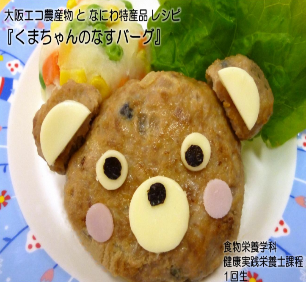 大阪エコ農産物 と なにわ特産品 レシピ
『くまちゃんのなすバーグ』
食物栄養学科
健康実践栄養士課程
1回生